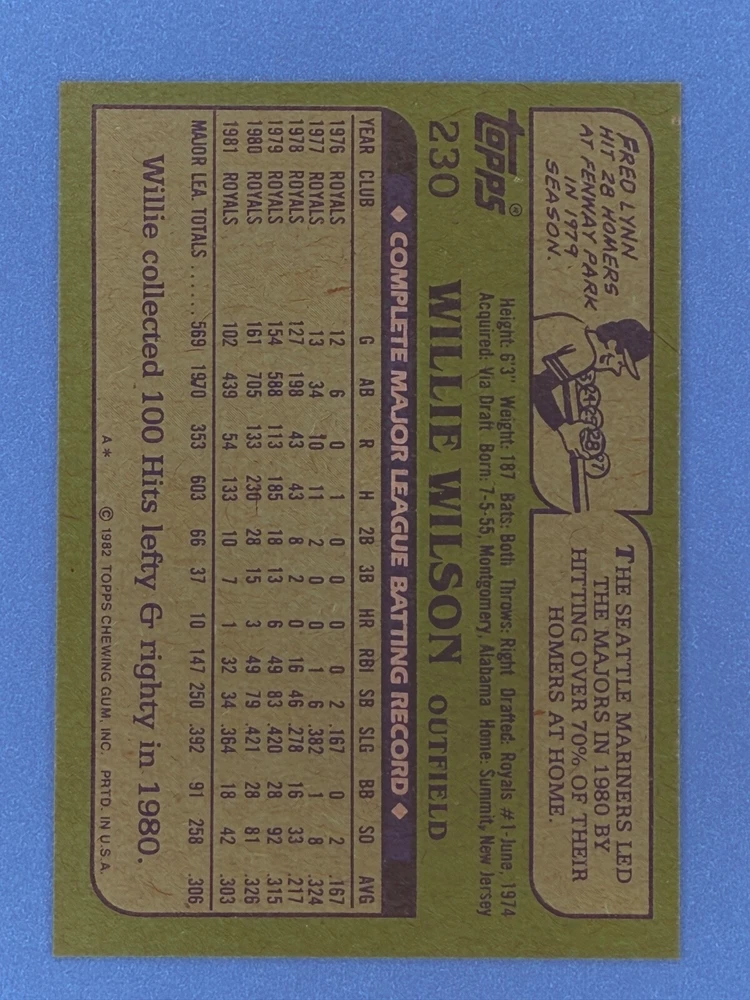 FRED LYNN
HIT 28 HOMERS
AT FENWAY PARK
IN 1979
SEASON.
28
27
THE SEATTLE MARINERS LED
THE MAJORS IN 1980 BY
HITTING OVER 70% OF THEIR
HOMERS AT HOME.
topps®
230
Height: 6'3" Weight: 187 Bats: Both Throws: Right Drafted: Royals #1-June, 1974
Acquired: Via Draft Born: 7-5-55, Montgomery, Alabama Home: Summit, New Jersey
WILLIE WILSON OUTFIELD
◆ COMPLETE MAJOR LEAGUE BATTING RECORD ◆
YEAR CLUB G AB R H 2B 3B HR RBI SB SLG BB SO AVG
1976 ROYALS 12 6 0 1 0 0 0 0 2 .167 0 2 .167
1977 ROYALS 13 34 10 11 2 0 0 1 6 .382 1 8 .324
1978 ROYALS 127 198 43 43 8 2 0 16 46 .278 16 33 .217
1979 ROYALS 154 588 113 185 18 13 6 49 83 .420 28 92 .315
1980 ROYALS 161 705 133 230 28 15 3 49 79 .421 28 81 .326
1981 ROYALS 102 439 54 133 10 7 1 32 34 .364 18 42 .303
MAJOR LEA. TOTALS ...... 569 1970 353 603 66 37 10 147 250 .392 91 258 .306
Willie collected 100 Hits lefty & righty in 1980.
A* © 1982 TOPPS CHEWING GUM, INC. PRTD. IN U.S.A.